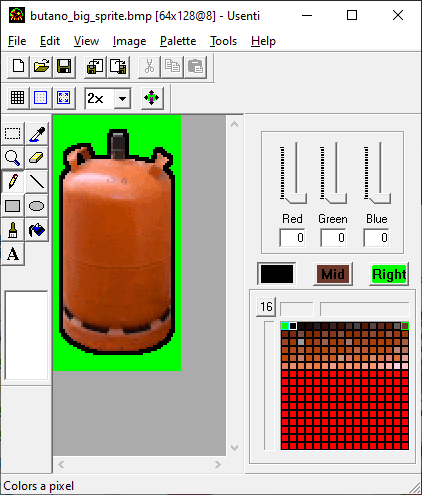 butano_big_sprite.bmp [64x128@8] - Usenti
File Edit View Image Palette Tools Help
2x
A
Red Green Blue
0 0 0
Mid Right
16
Colors a pixel